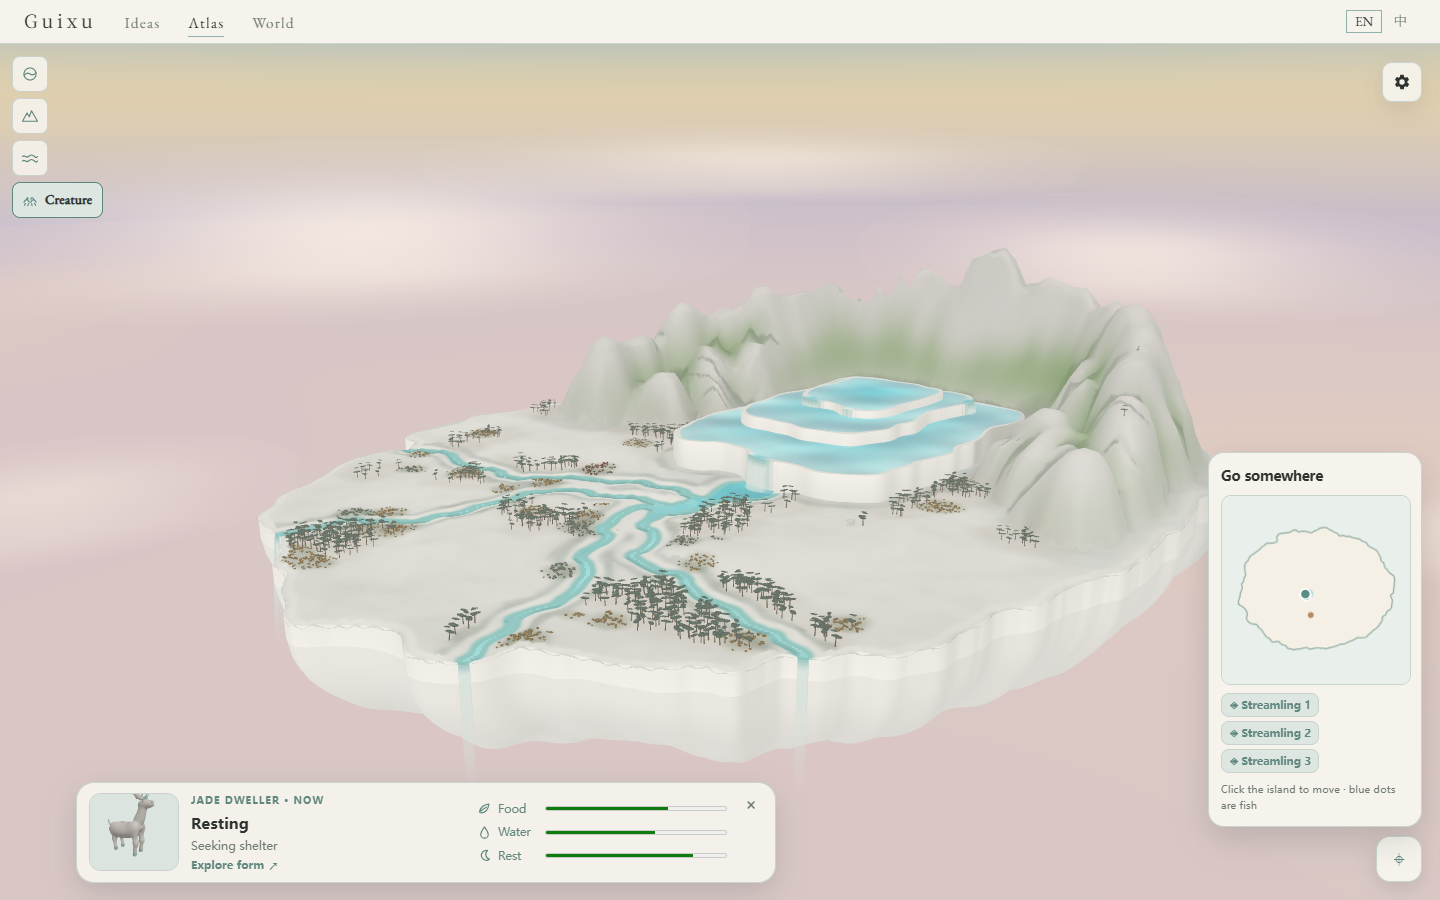 Guixu
Ideas
Atlas
World
EN
中
Creature
Go somewhere
Streamling 1
Streamling 2
Streamling 3
Click the island to move · blue dots
are fish
JADE DWELLER • NOW
Resting
Seeking shelter
Explore form ↗
Food
Water
Rest
×